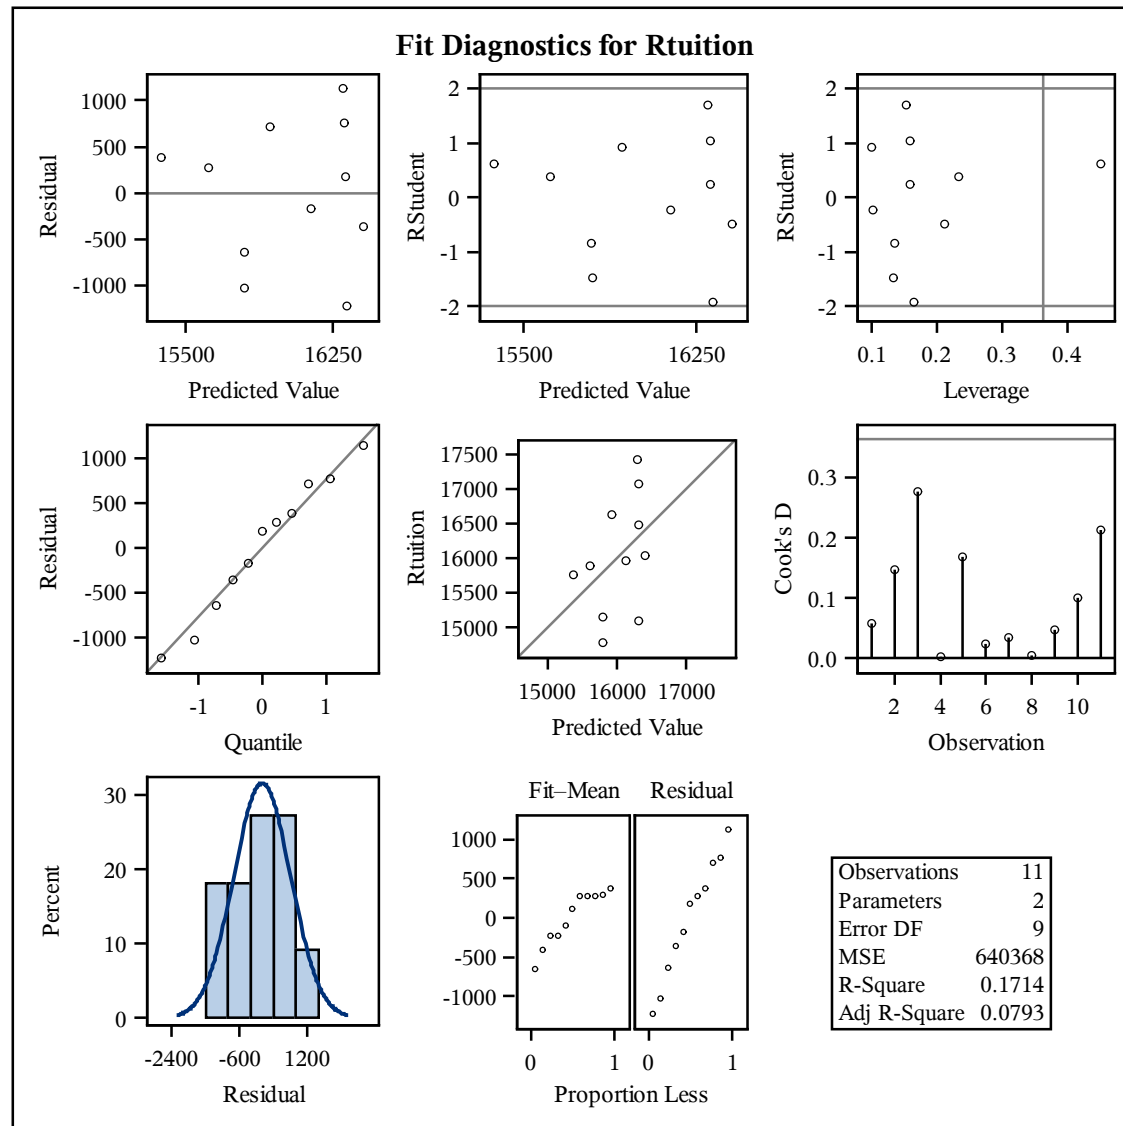 Fit Diagnostics for Rtuition
1000
500
0
-500
-1000
Residual
15500 16250
Predicted Value
2
1
0
-1
-2
RStudent
15500 16250
Predicted Value
2
1
0
-1
-2
RStudent
0.1 0.2 0.3 0.4
Leverage
1000
500
0
-500
-1000
Residual
-1 0 1
Quantile
17500
17000
16500
16000
15500
15000
Rtuition
15000 16000 17000
Predicted Value
0.3
0.2
0.1
0.0
Cook's D
2 4 6 8 10
Observation
30
20
10
0
Percent
-2400 -600 1200
Residual
Fit–Mean Residual
1000
500
0
-500
-1000
0 1 0 1
Proportion Less
Observations 11
Parameters 2
Error DF 9
MSE 640368
R-Square 0.1714
Adj R-Square 0.0793